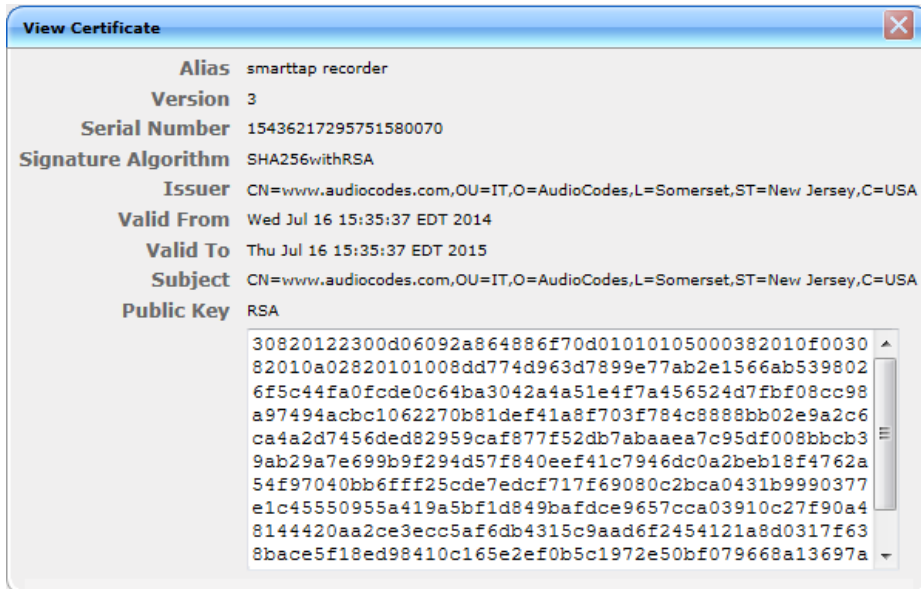 View Certificate
Alias smarttap recorder
Version 3
Serial Number 15436217295751580070
Signature Algorithm SHA256withRSA
Issuer CN=www.audiocodes.com,OU=IT,O=AudioCodes,L=Somerset,ST=New Jersey,C=USA
Valid From Wed Jul 16 15:35:37 EDT 2014
Valid To Thu Jul 16 15:35:37 EDT 2015
Subject CN=www.audiocodes.com,OU=IT,O=AudioCodes,L=Somerset,ST=New Jersey,C=USA
Public Key RSA
30820122300d06092a864886f70d01010105000382010f0030
82010a02820101008dd774d963d7899e77ab2e1566ab539802
6f5c44fa0fcde0c64ba3042a4a51e4f7a456524d7fbf08cc98
a97494acbc1062270b81def41a8f703f784c8888bb02e9a2c6
ca4a2d7456ded82959caf877f52db7abaaea7c95df008bbcb3
9ab29a7e699b9f294d57f840eef41c7946dc0a2beb18f4762a
54f97040bb6fff25cde7edcf717f69080c2bca0431b9990377
e1c45550955a419a5bf1d849bafdce9657cca03910c27f90a4
8144420aa2ce3ecc5af6db4315c9aad6f2454121a8d0317f63
8bace5f18ed98410c165e2ef0b5c1972e50bf079668a13697a